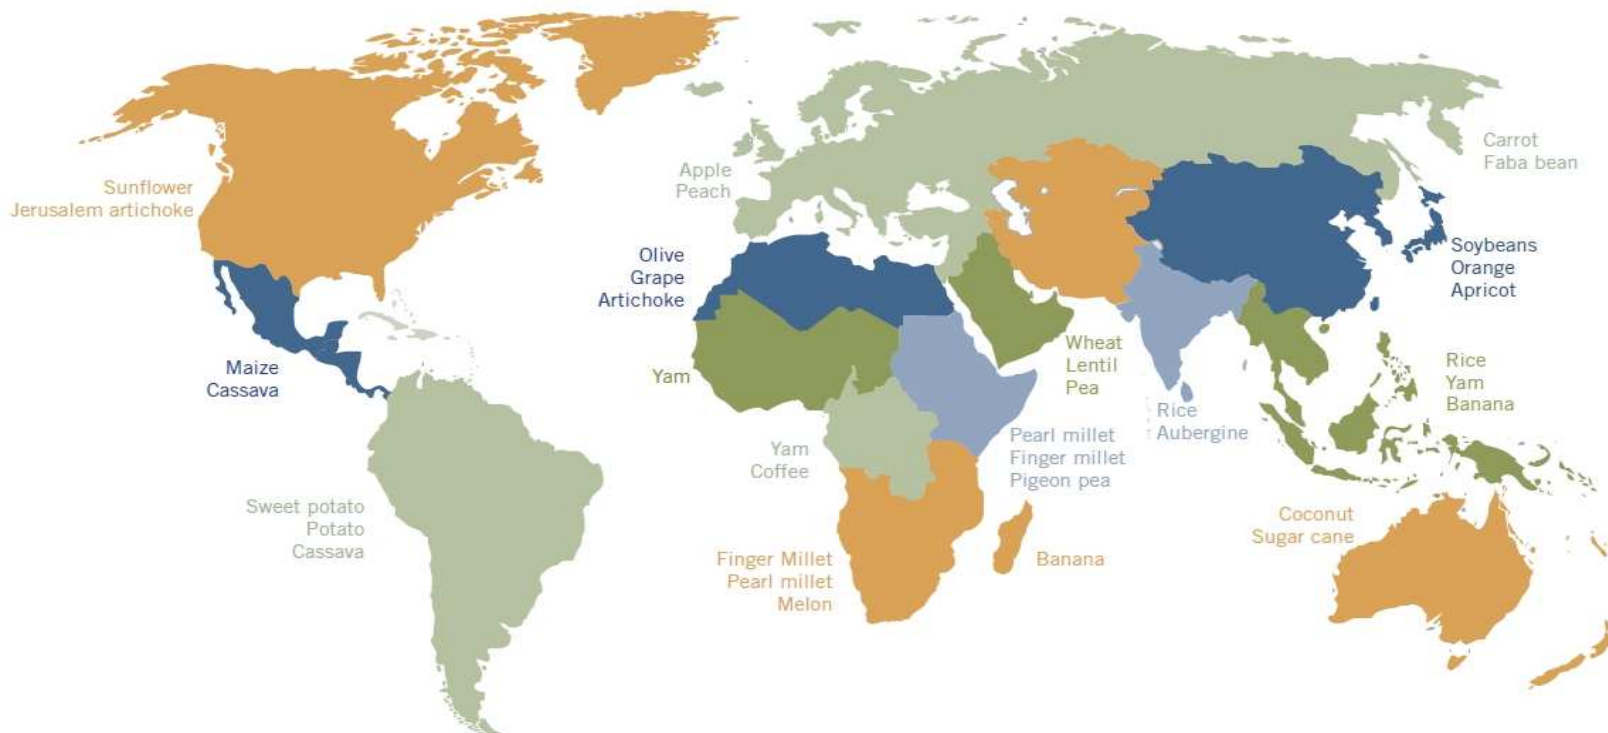 Sunflower
Jerusalem artichoke
Maize
Cassava
Sweet potato
Potato
Cassava
Apple
Peach
Olive
Grape
Artichoke
Yam
Yam
Coffee
Finger Millet
Pearl millet
Melon
Banana
Pearl millet
Finger millet
Pigeon pea
Wheat
Lentil
Pea
Rice
Aubergine
Carrot
Faba bean
Soybeans
Orange
Apricot
Rice
Yam
Banana
Coconut
Sugar cane